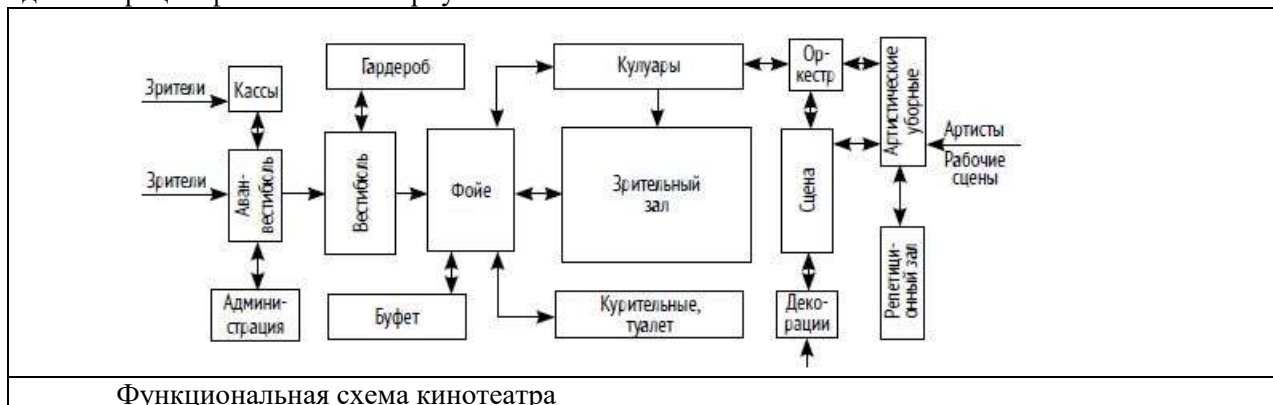 Гардероб
Кулуары
Ор-
кестр
Артистические
уборные
Зрители
Кассы
Артисты
Рабочие
сцены
Зрители
Аван-
вестибюль
Вестибюль
Фойе
Зрительный
зал
Сцена
Репетици-
онный зал
Админи-
страция
Буфет
Курительные,
туалет
Деко-
рации
Функциональная схема кинотеатра